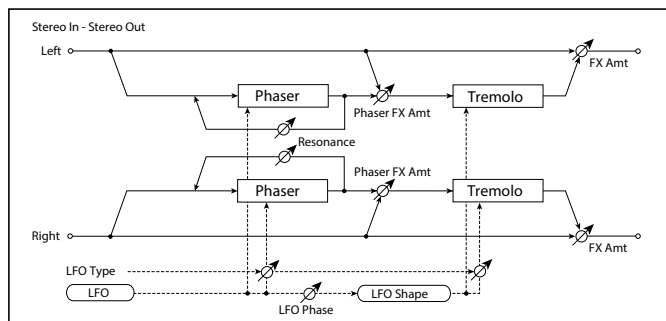 Stereo In - Stereo Out
Left
FX Amt
Phaser
Phaser FX Amt
Tremolo
Resonance
Phaser FX Amt
Phaser
Tremolo
Right
FX Amt
LFO Type
LFO
LFO Phase
LFO Shape